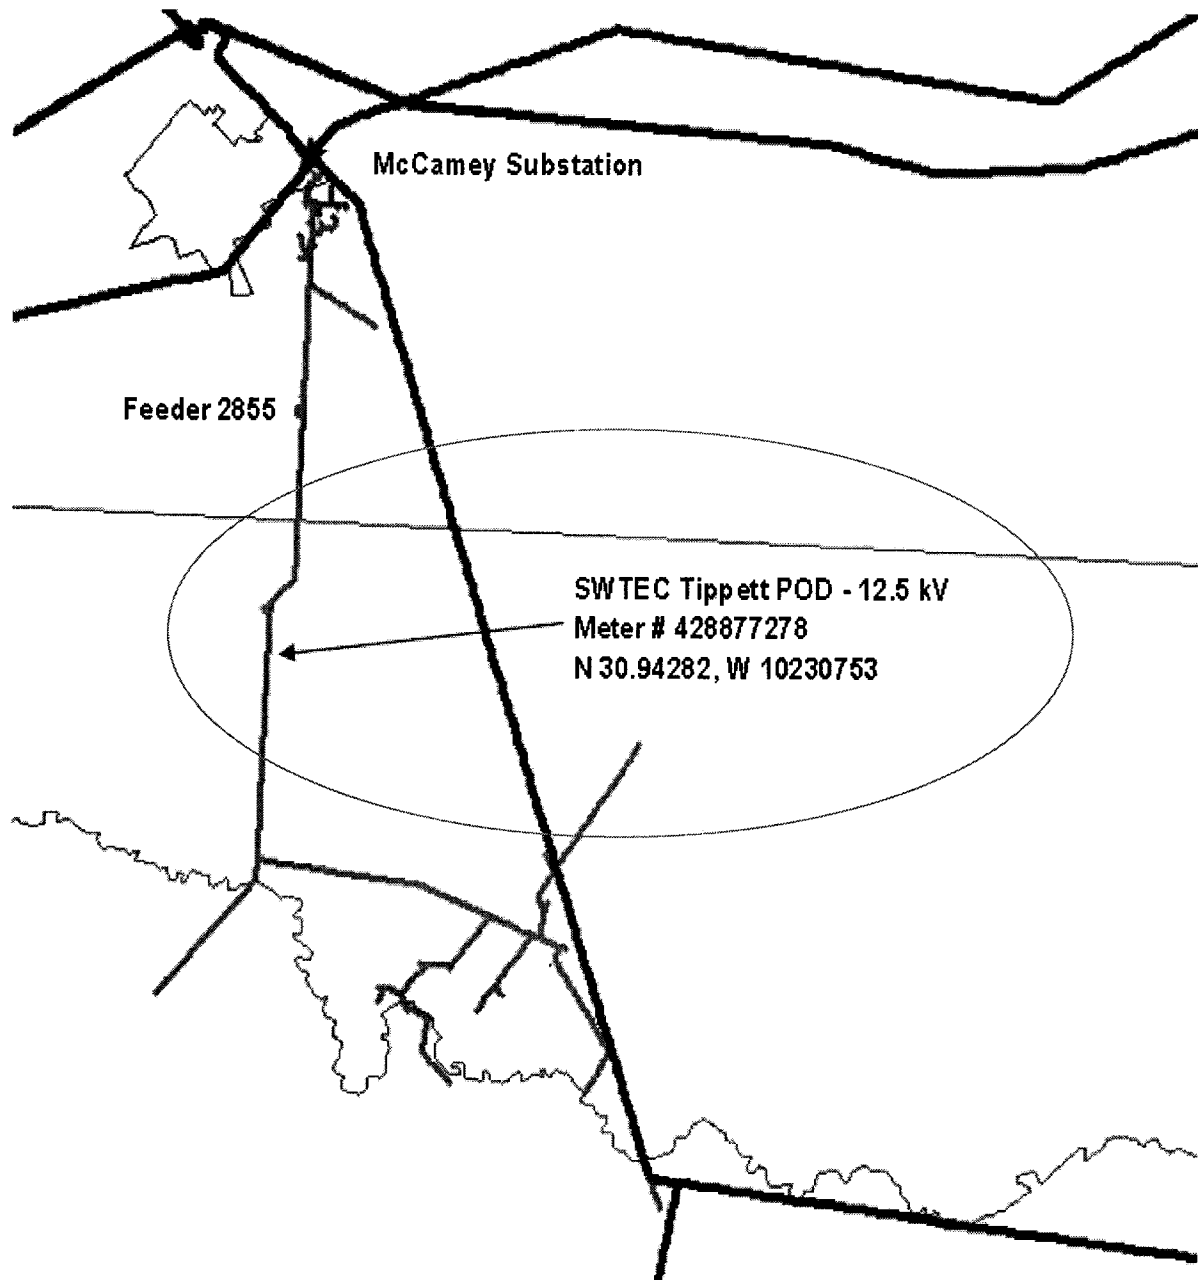 McCamey Substation
Feeder 2855
SWTEC Tippett POD - 12.5 kV
Meter # 428877278
N 30.94282, W 10230753